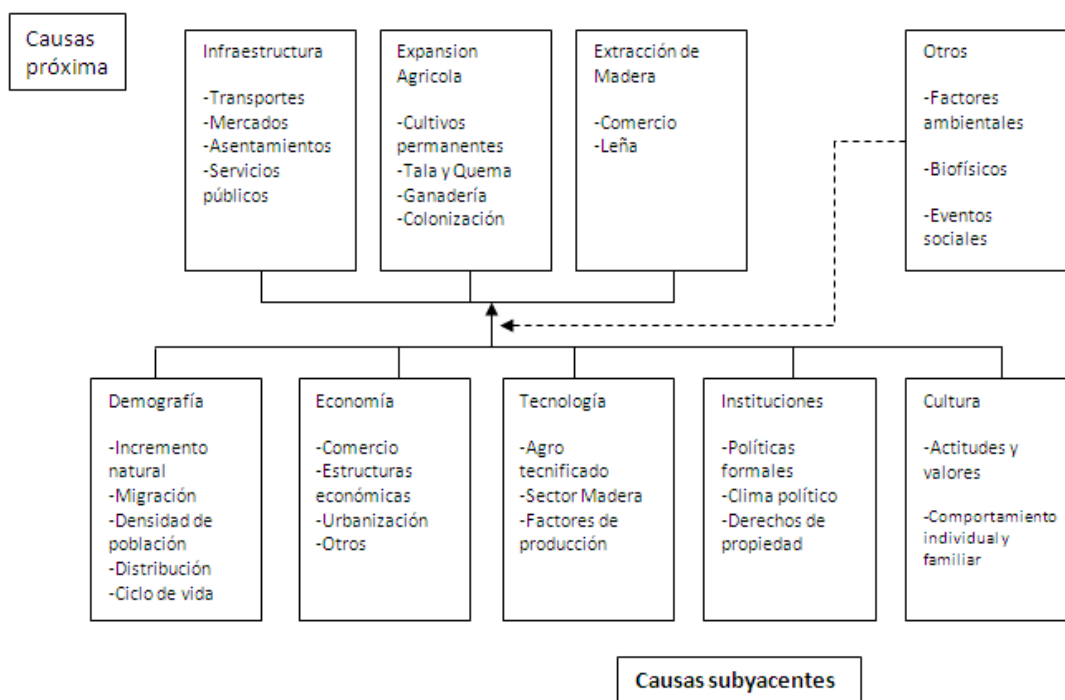 Causas
próxima
Infraestructura
-Transportes
-Mercados
-Asentamientos
-Servicios
públicos
Expansion
Agricola
-Cultivos
permanentes
-Tala y Quema
-Ganadería
-Colonización
Extracción de
Madera
-Comercio
-Leña
Otros
-Factores
ambientales
-Biofísicos
-Eventos
sociales
Demografía
-Incremento
natural
-Migración
-Densidad de
población
-Distribución
-Ciclo de vida
Economía
-Comercio
-Estructuras
económicas
-Urbanización
-Otros
Tecnología
-Agro
tecnificado
-Sector Madera
-Factores de
producción
Instituciones
-Políticas
formales
-Clima político
-Derechos de
propiedad
Cultura
-Actitudes y
valores
-Comportamiento
individual y
familiar
Causas subyacentes